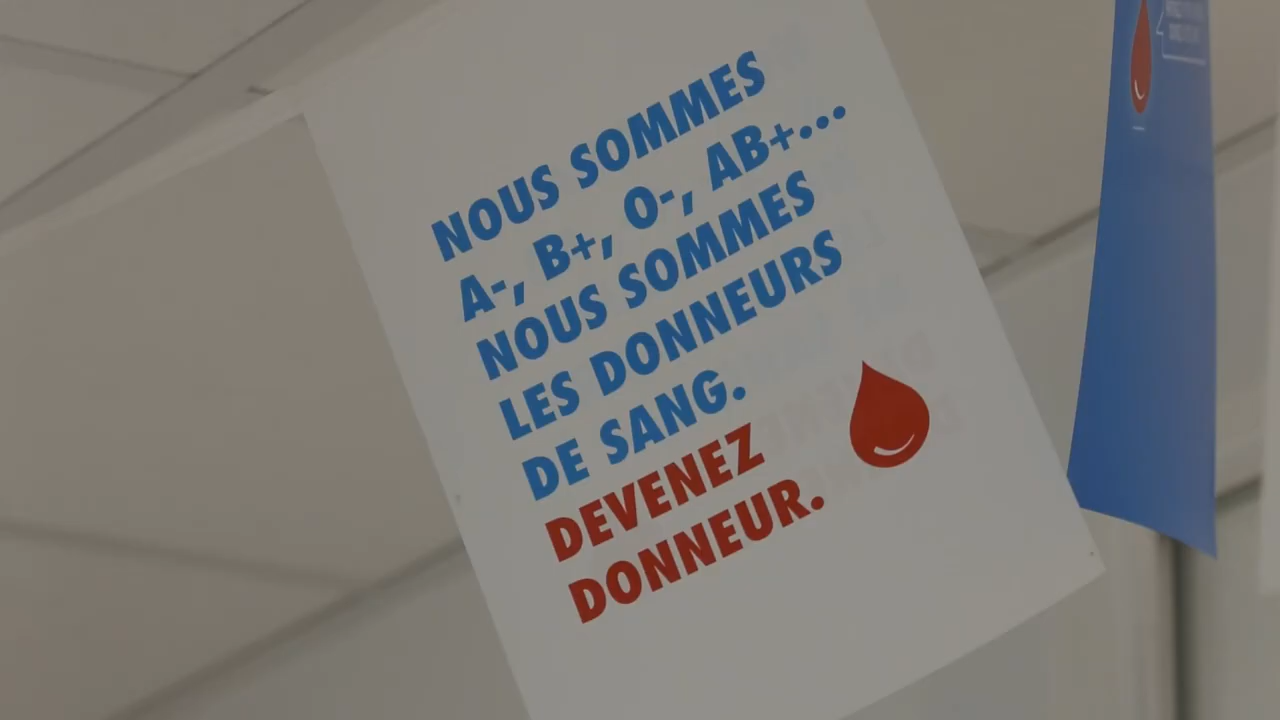 NOUS SOMMES
A-, B+, O-, AB+...
NOUS SOMMES
LES DONNEURS
DE SANG.
DEVENEZ
DONNEUR.